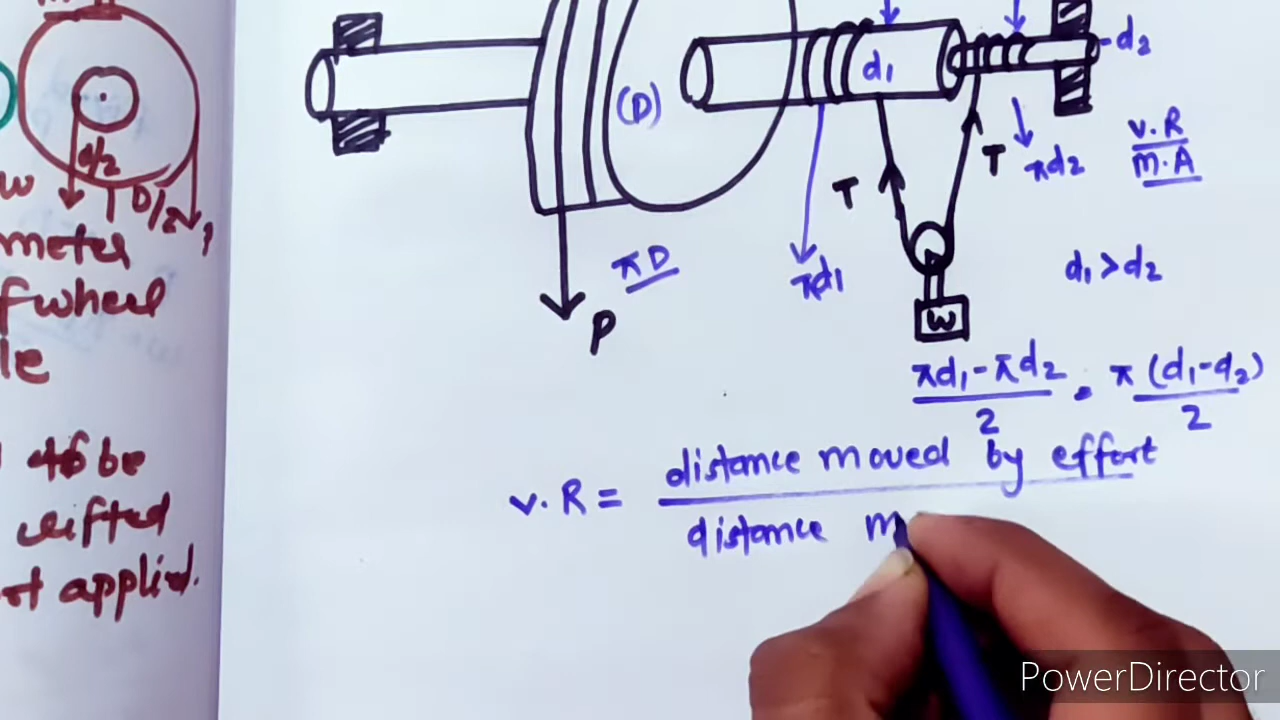 d/2
D/2
w
meter
wheel
le
to be
lifted
applied.
(D)
d1
d2
πd2
V.R
M.A
T
T
πD
πd1
d1 > d2
P
W
πd1-πd2 / 2 = π (d1-d2) / 2
V.R = distance moved by effort
distance m
PowerDirector